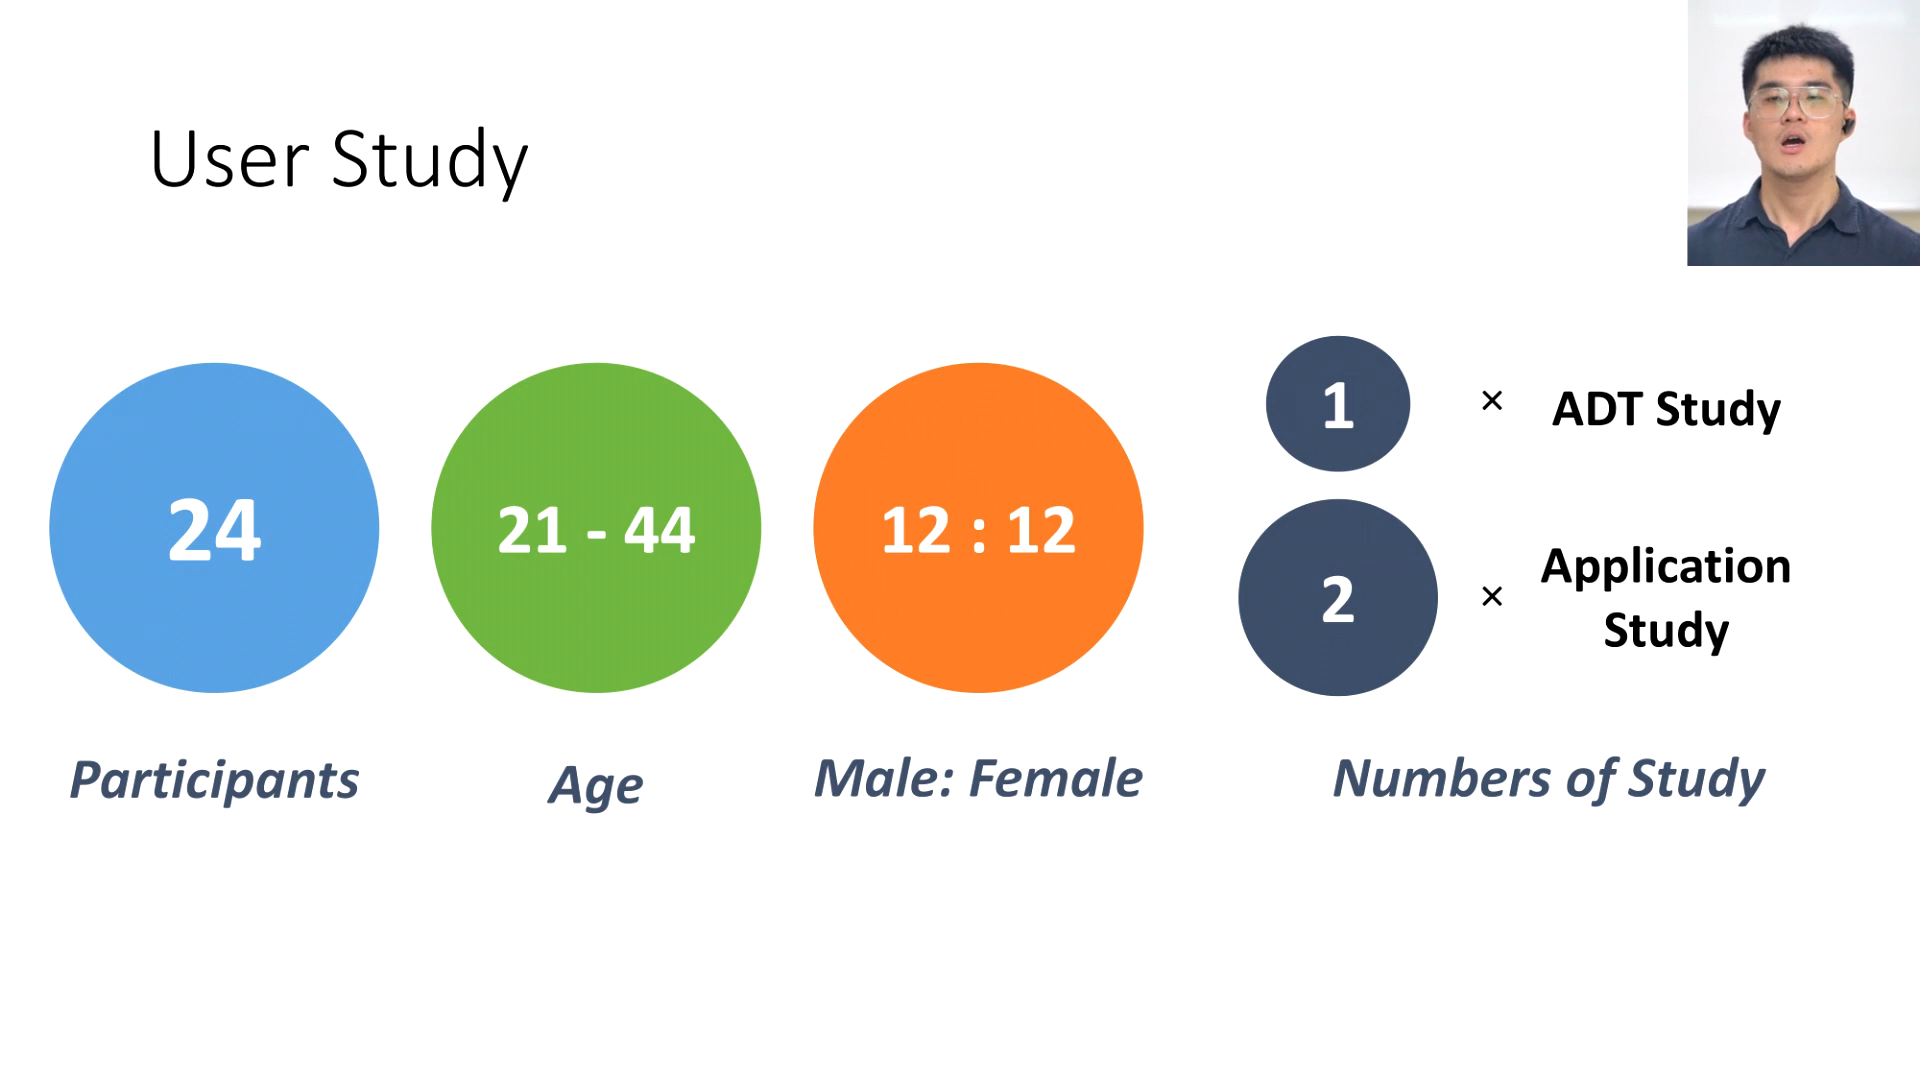 User Study
24
21 - 44
12 : 12
1
× ADT Study
2
× Application
Study
Participants
Age
Male: Female
Numbers of Study